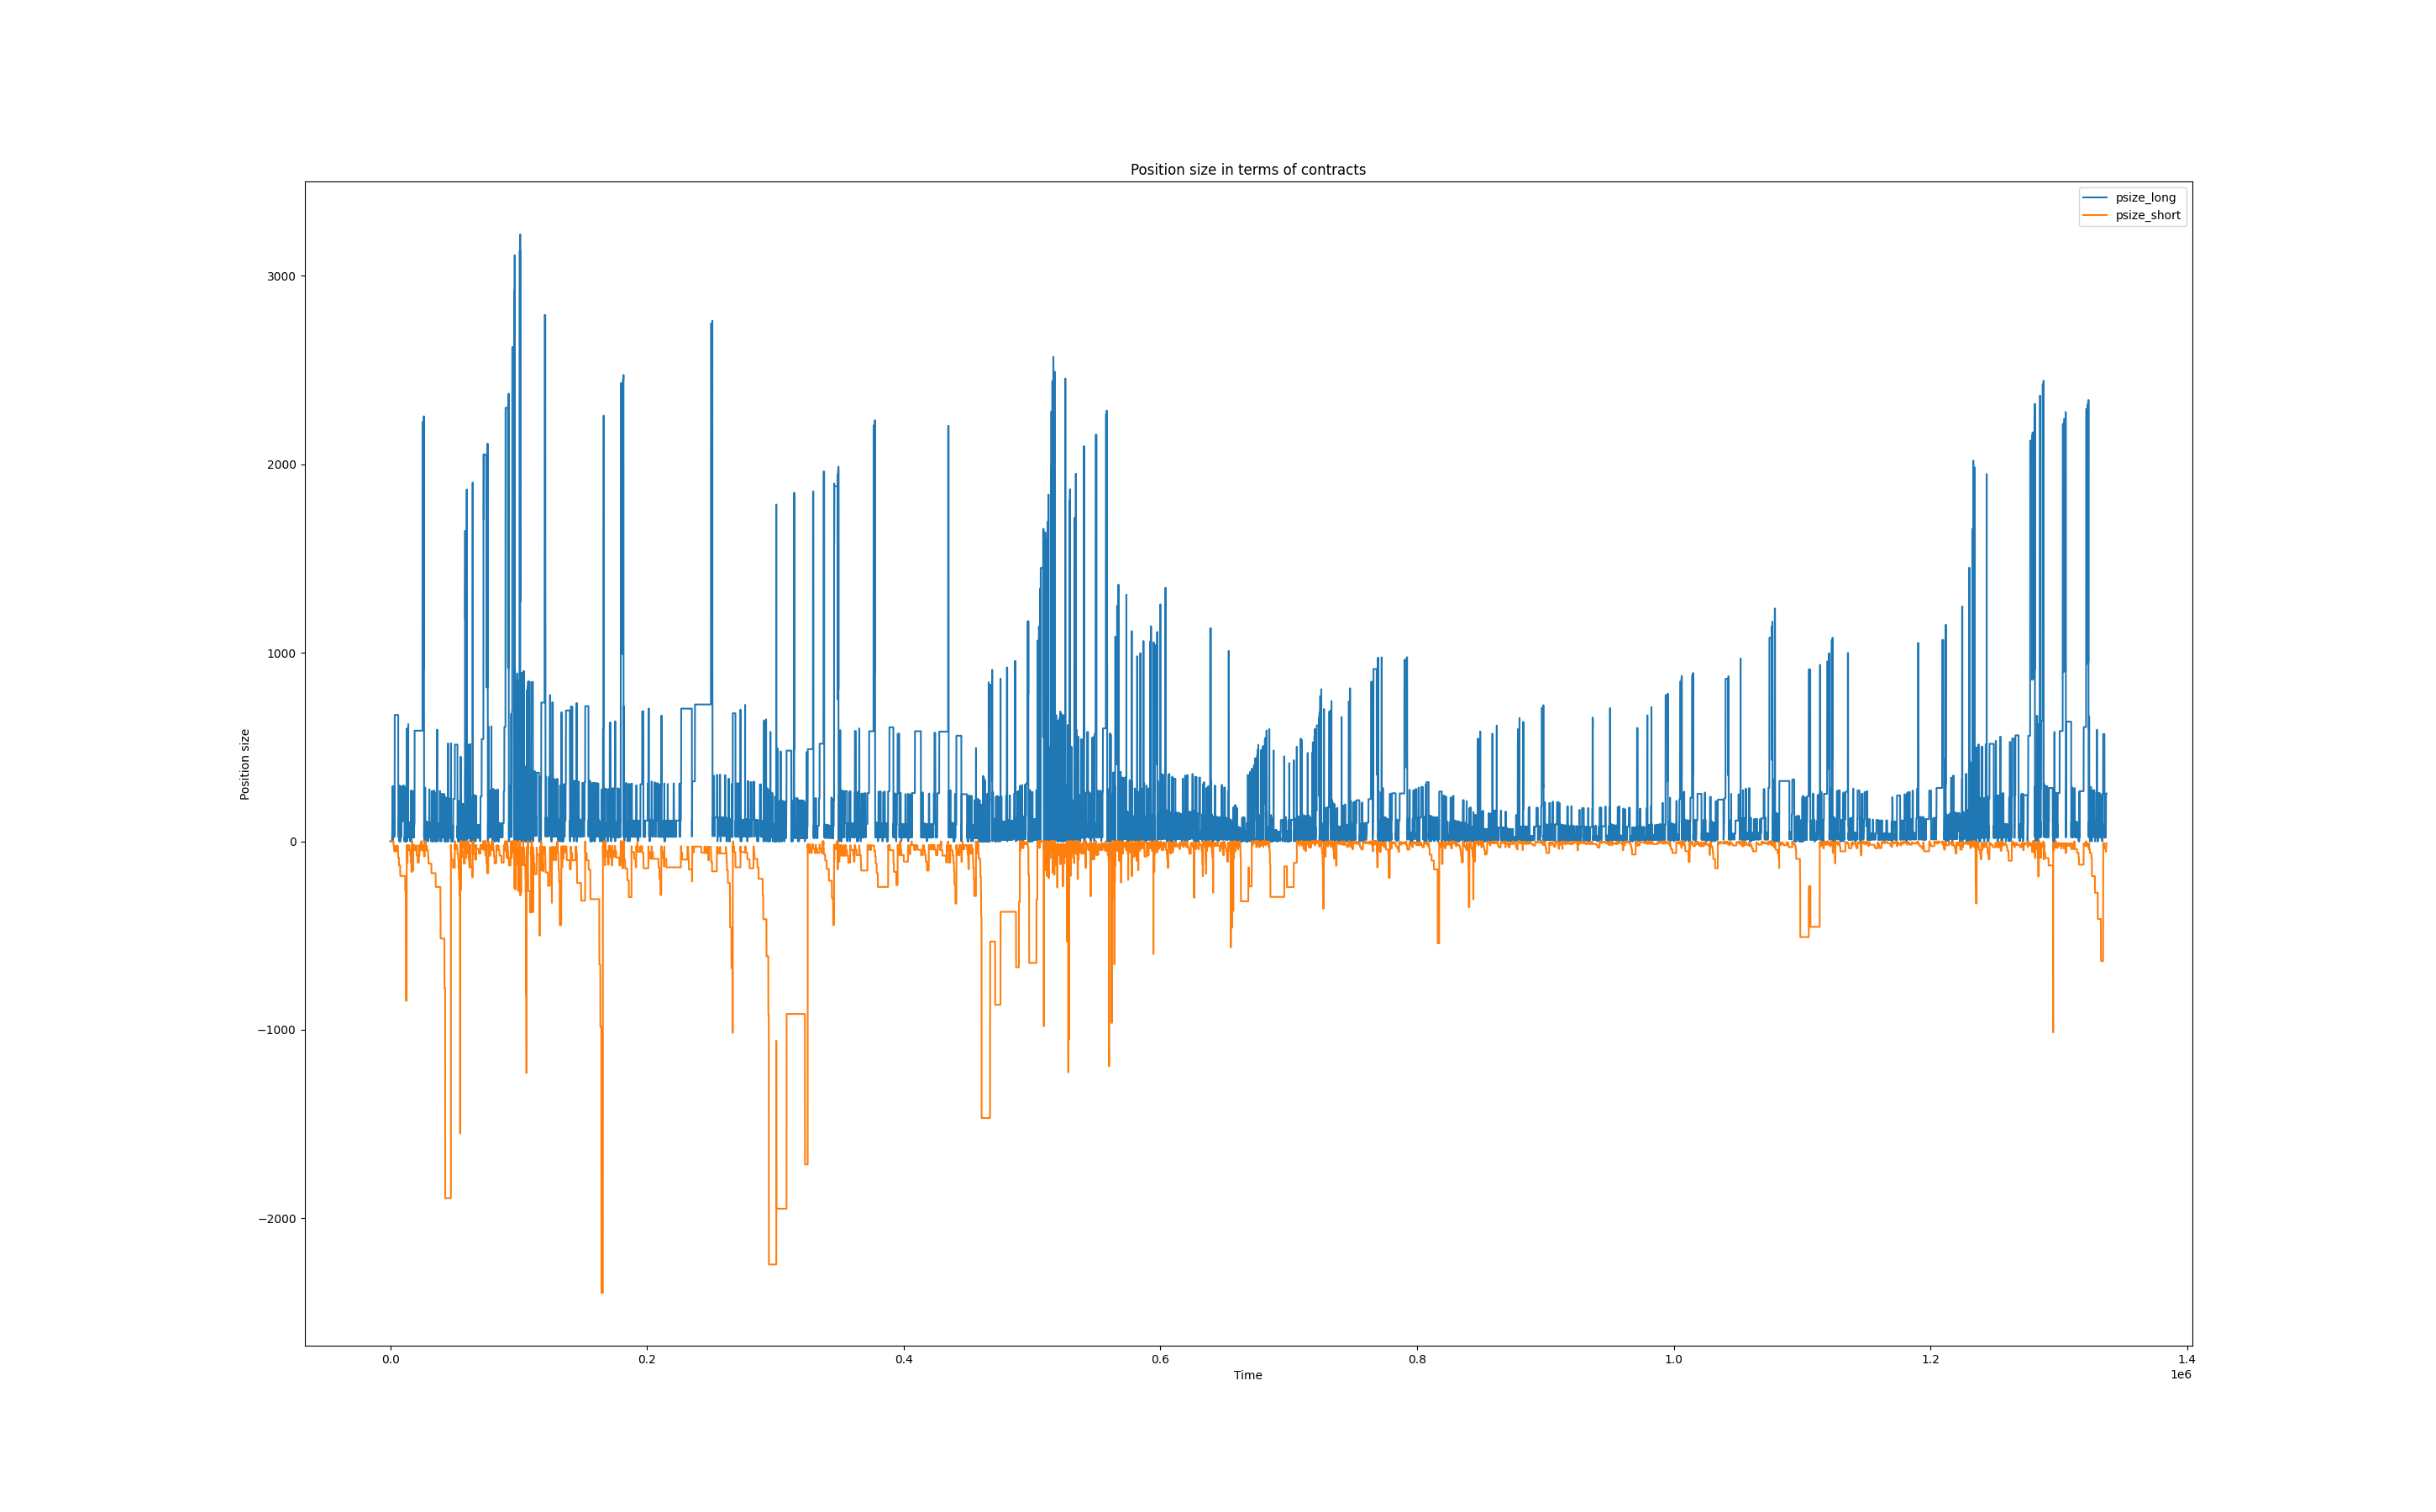 Position size in terms of contracts
psize_long
psize_short
Position size
3000
2000
1000
0
−1000
−2000
0.0 0.2 0.4 0.6 0.8 1.0 1.2 1.4
1e6
Time